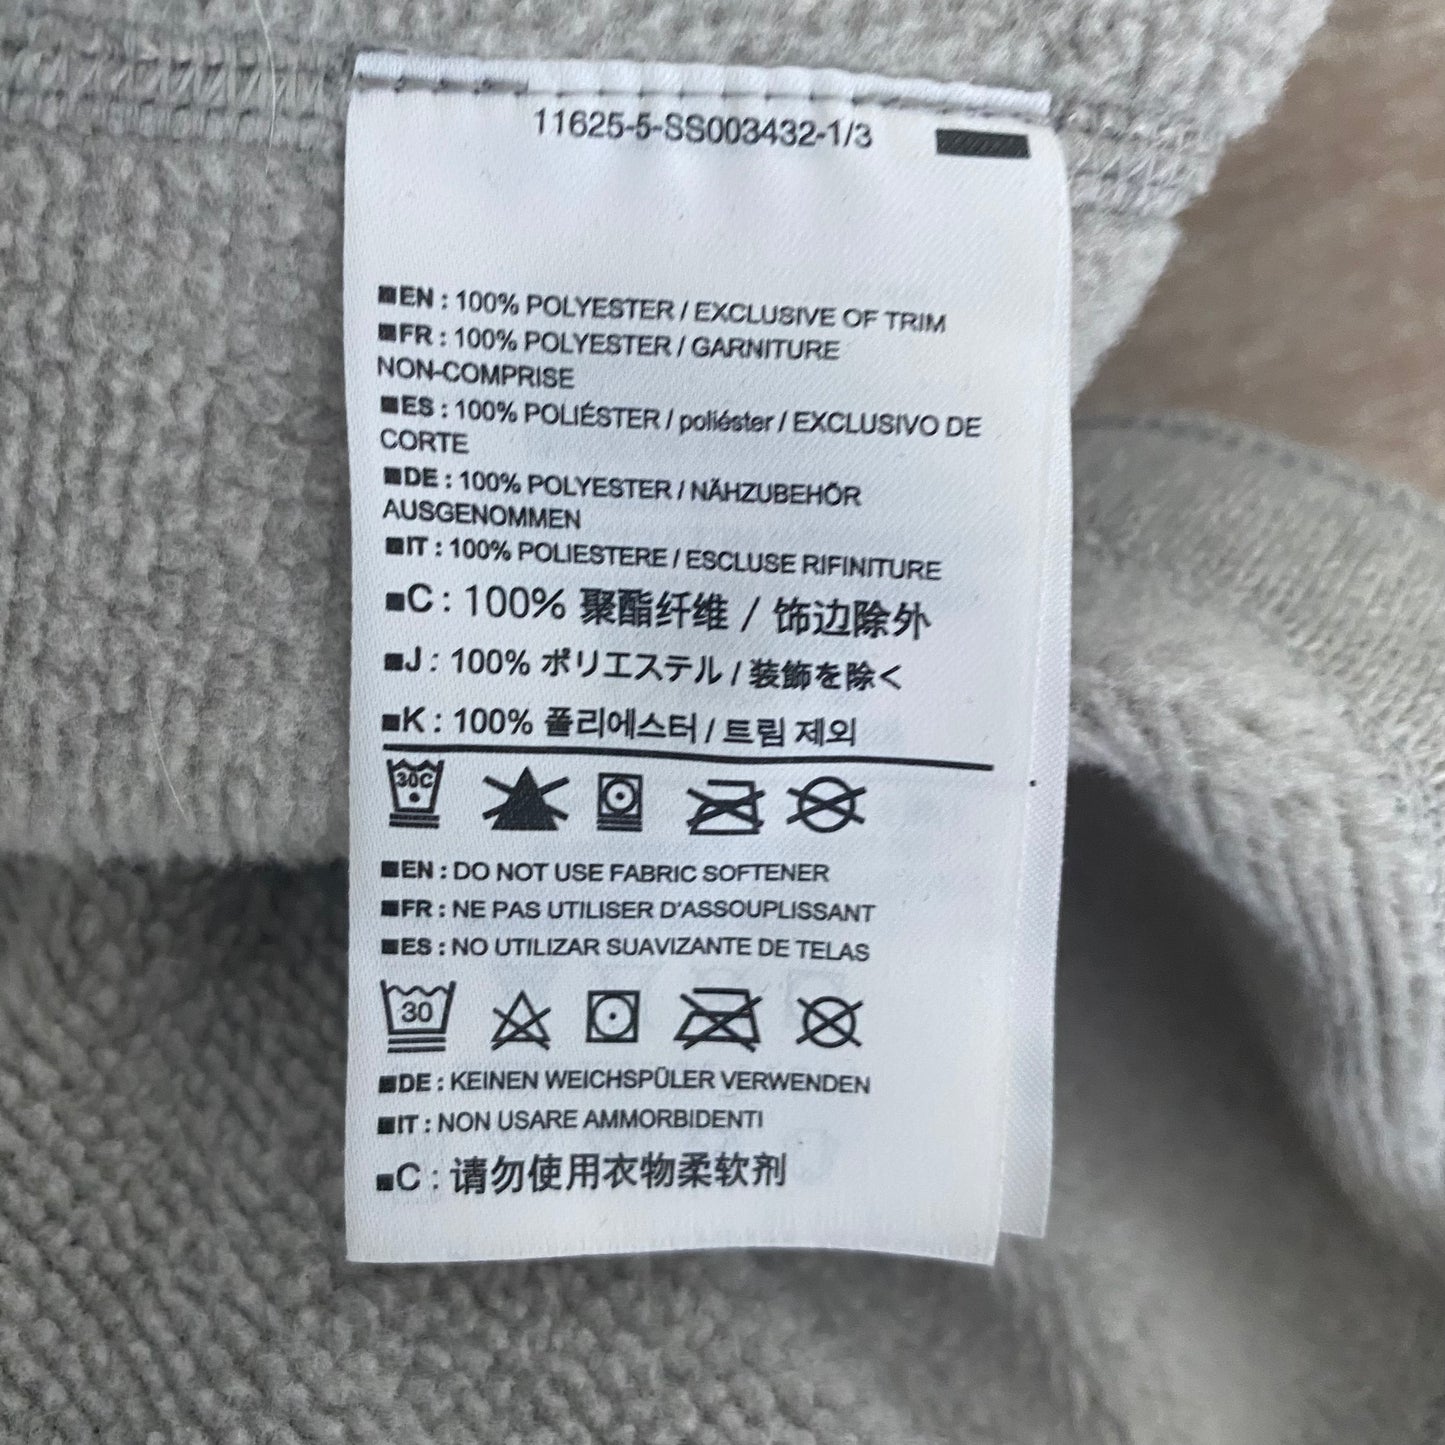 11625-5-SS003432-1/3
EN : 100% POLYESTER / EXCLUSIVE OF TRIM
FR : 100% POLYESTER / GARNITURE
NON-COMPRISE
ES : 100% POLIÉSTER / poliéster / EXCLUSIVO DE
CORTE
DE : 100% POLYESTER / NÄHZUBEHÖR
AUSGENOMMEN
IT : 100% POLIESTERE / ESCLUSE RIFINITURE
C : 100% 聚酯纤维 / 饰边除外
J : 100% ポリエステル / 装飾を除く
K : 100% 폴리에스터 / 트림 제외
30C
EN : DO NOT USE FABRIC SOFTENER
FR : NE PAS UTILISER D'ASSOUPLISSANT
ES : NO UTILIZAR SUAVIZANTE DE TELAS
30
DE : KEINEN WEICHSPÜLER VERWENDEN
IT : NON USARE AMMORBIDENTI
C : 请勿使用衣物柔软剂